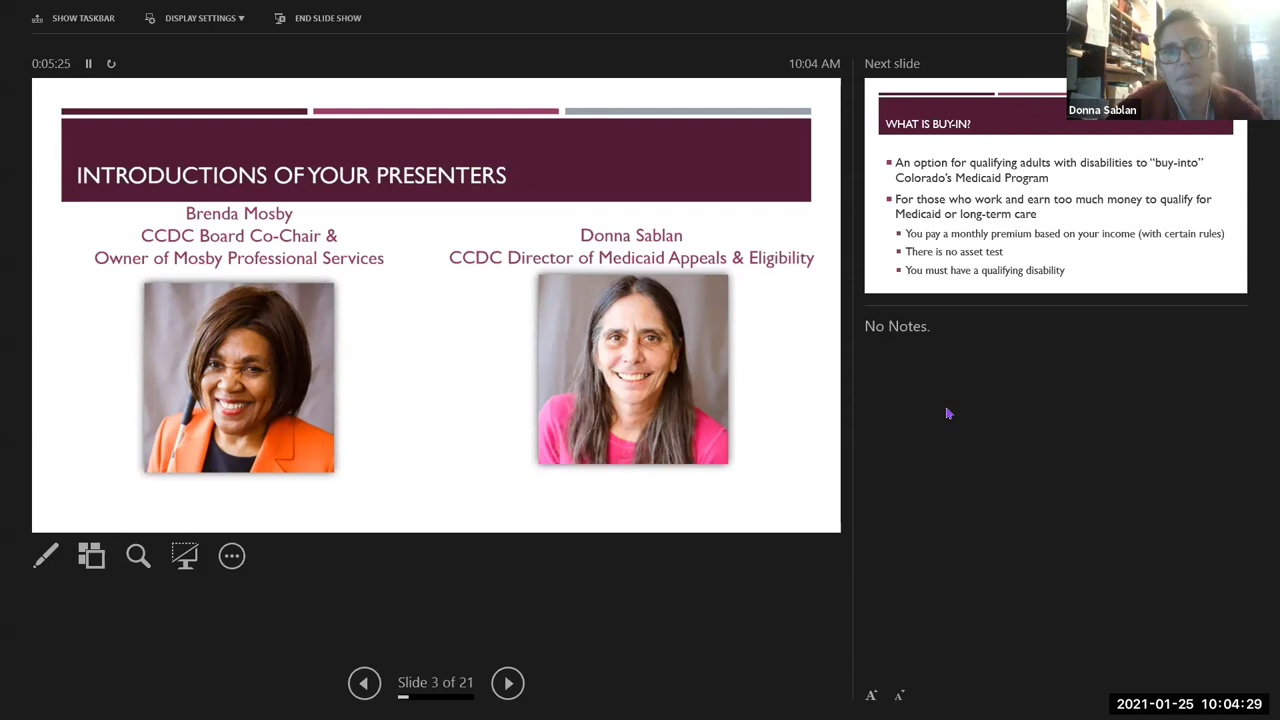 SHOW TASKBAR
DISPLAY SETTINGS ▼
END SLIDE SHOW
0:05:25
10:04 AM
INTRODUCTIONS OF YOUR PRESENTERS
Brenda Mosby
CCDC Board Co-Chair &
Owner of Mosby Professional Services
Donna Sablan
CCDC Director of Medicaid Appeals & Eligibility
Slide 3 of 21
Next slide
Donna Sablan
WHAT IS BUY-IN?
An option for qualifying adults with disabilities to “buy-into”
Colorado’s Medicaid Program
For those who work and earn too much money to qualify for
Medicaid or long-term care
You pay a monthly premium based on your income (with certain rules)
There is no asset test
You must have a qualifying disability
No Notes.
A A
2021-01-25 10:04:29